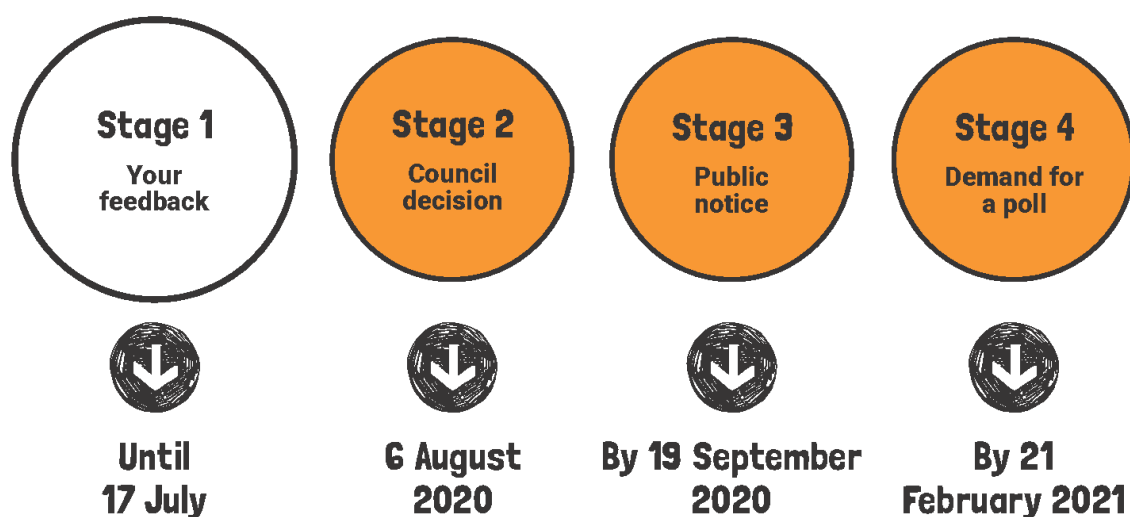 Stage 1
Your
feedback
Until
17 July
Stage 2
Council
decision
6 August
2020
Stage 3
Public
notice
By 19 September
2020
Stage 4
Demand for
a poll
By 21
February 2021